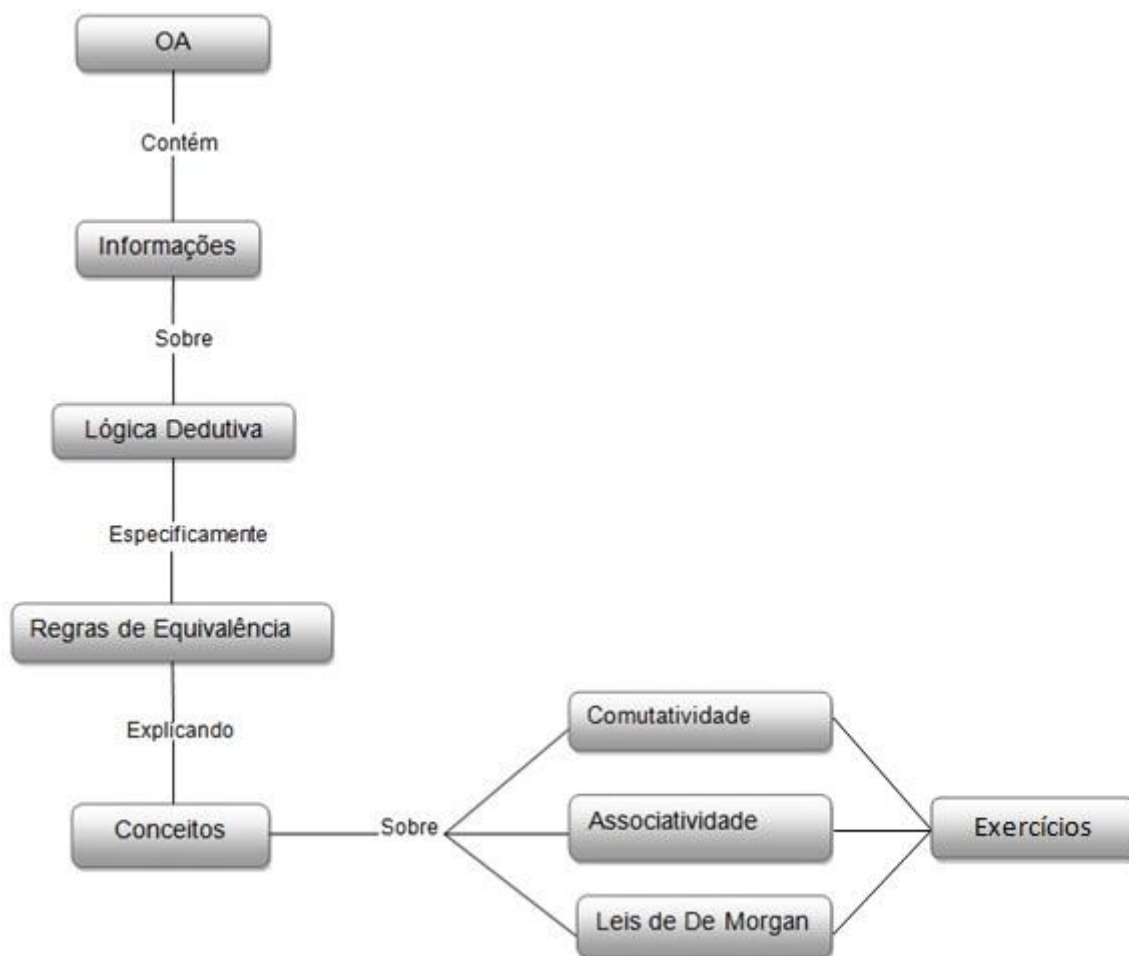 OA
Contém
Informações
Sobre
Lógica Dedutiva
Especificamente
Regras de Equivalência
Explicando
Conceitos
Sobre
Comutatividade
Associatividade
Leis de De Morgan
Exercícios